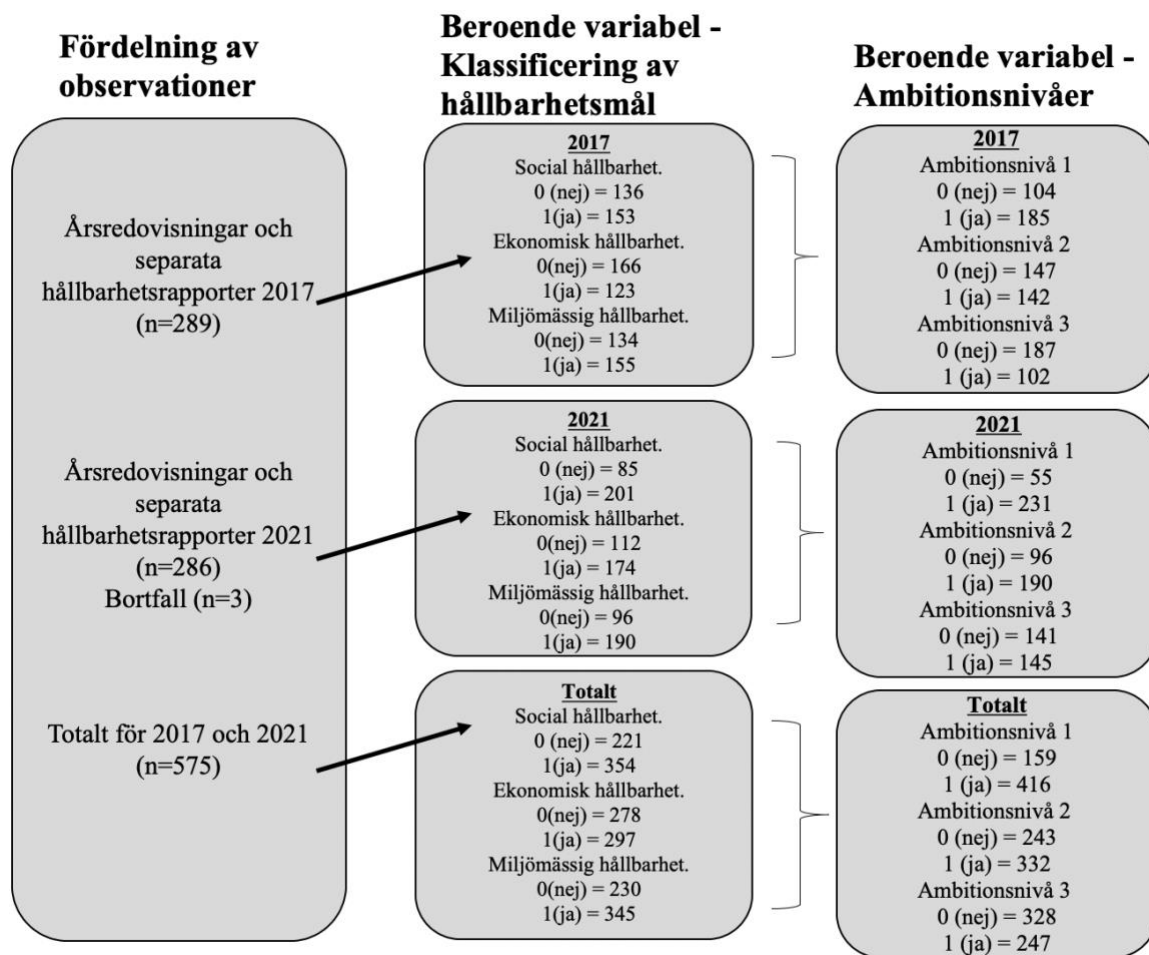 Fördelning av
observationer
Årsredovisningar och
separata
hållbarhetsrapporter 2017
(n=289)
Årsredovisningar och
separata
hållbarhetsrapporter 2021
(n=286)
Bortfall (n=3)
Totalt för 2017 och 2021
(n=575)
Beroende variabel -
Klassificering av
hållbarhetsmål
2017
Social hållbarhet.
0 (nej) = 136
1(ja) = 153
Ekonomisk hållbarhet.
0(nej) = 166
1(ja) = 123
Miljömässig hållbarhet.
0(nej) = 134
1(ja) = 155
2021
Social hållbarhet.
0 (nej) = 85
1(ja) = 201
Ekonomisk hållbarhet.
0(nej) = 112
1(ja) = 174
Miljömässig hållbarhet.
0(nej) = 96
1(ja) = 190
Totalt
Social hållbarhet.
0 (nej) = 221
1(ja) = 354
Ekonomisk hållbarhet.
0(nej) = 278
1(ja) = 297
Miljömässig hållbarhet.
0(nej) = 230
1(ja) = 345
Beroende variabel -
Ambitionsnivåer
2017
Ambitionsnivå 1
0 (nej) = 104
1 (ja) = 185
Ambitionsnivå 2
0 (nej) = 147
1 (ja) = 142
Ambitionsnivå 3
0 (nej) = 187
1 (ja) = 102
2021
Ambitionsnivå 1
0 (nej) = 55
1 (ja) = 231
Ambitionsnivå 2
0 (nej) = 96
1 (ja) = 190
Ambitionsnivå 3
0 (nej) = 141
1 (ja) = 145
Totalt
Ambitionsnivå 1
0 (nej) = 159
1 (ja) = 416
Ambitionsnivå 2
0 (nej) = 243
1 (ja) = 332
Ambitionsnivå 3
0 (nej) = 328
1 (ja) = 247